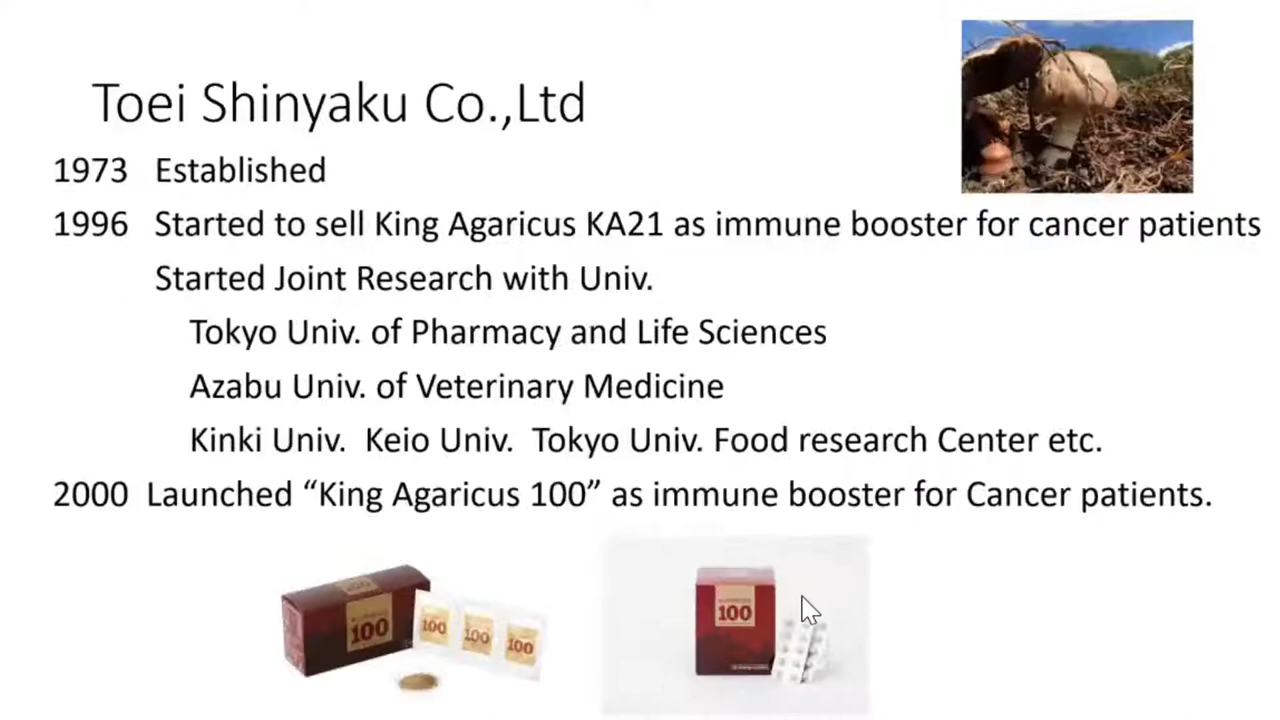 Toei Shinyaku Co.,Ltd
1973 Established
1996 Started to sell King Agaricus KA21 as immune booster for cancer patients
Started Joint Research with Univ.
Tokyo Univ. of Pharmacy and Life Sciences
Azabu Univ. of Veterinary Medicine
Kinki Univ. Keio Univ. Tokyo Univ. Food research Center etc.
2000 Launched “King Agaricus 100” as immune booster for Cancer patients.
100
100
100
100
100